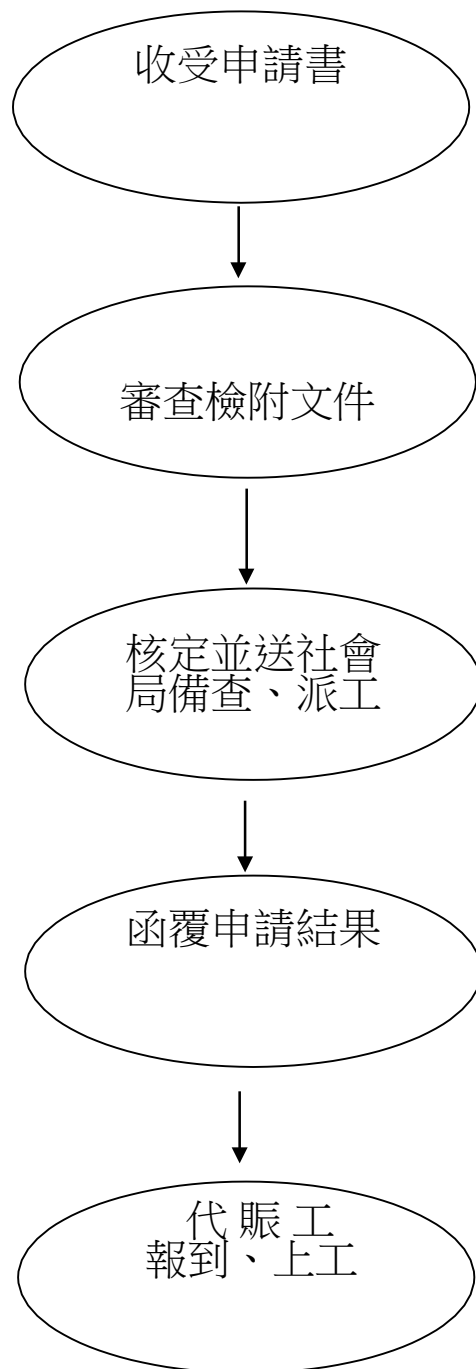 收受申請書
審查檢附文件
核定並送社會
局備查、派工
函覆申請結果
代 賑 工
報到、上工